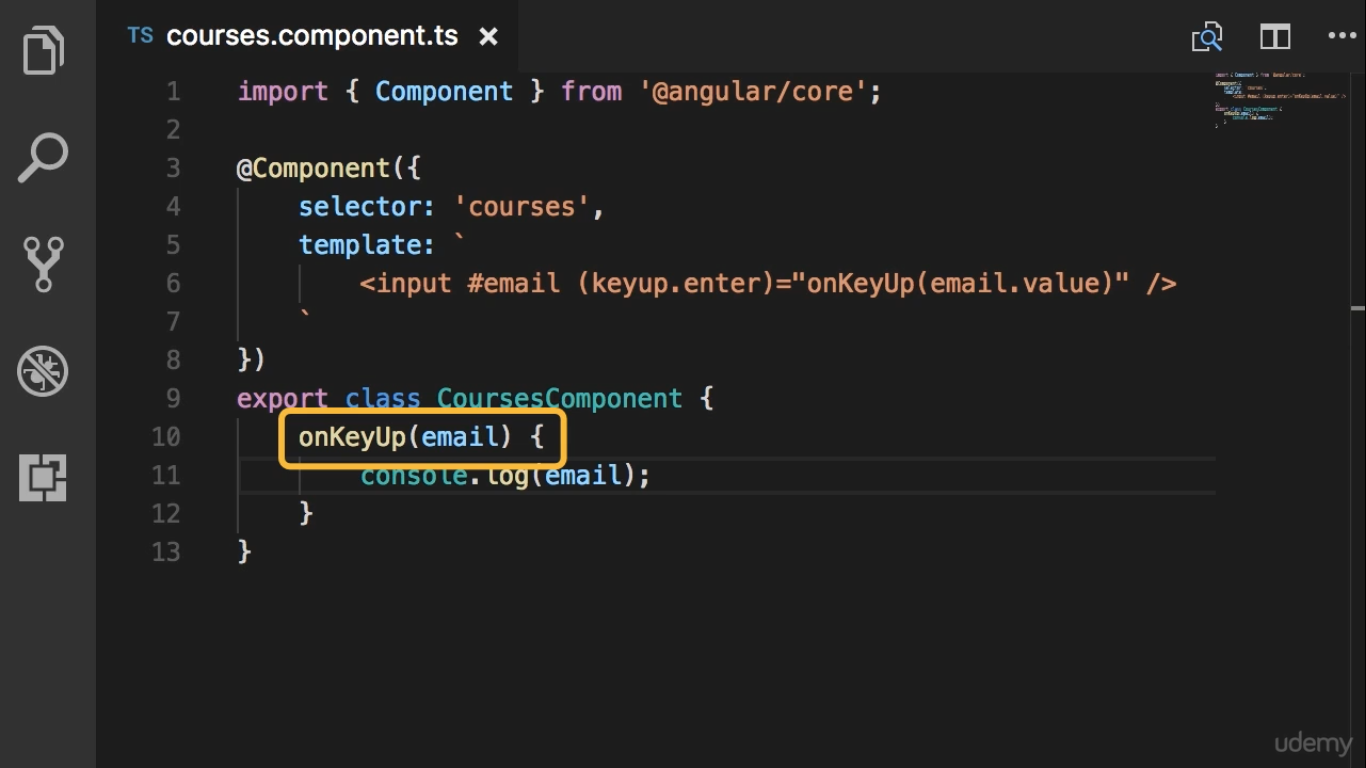 TS courses.component.ts ×
1 import { Component } from '@angular/core';
2
3 @Component({
4 selector: 'courses',
5 template: `
6 <input #email (keyup.enter)="onKeyUp(email.value)" />
7 `
8 })
9 export class CoursesComponent {
10 onKeyUp(email) {
11 console.log(email);
12 }
13 }
udemy